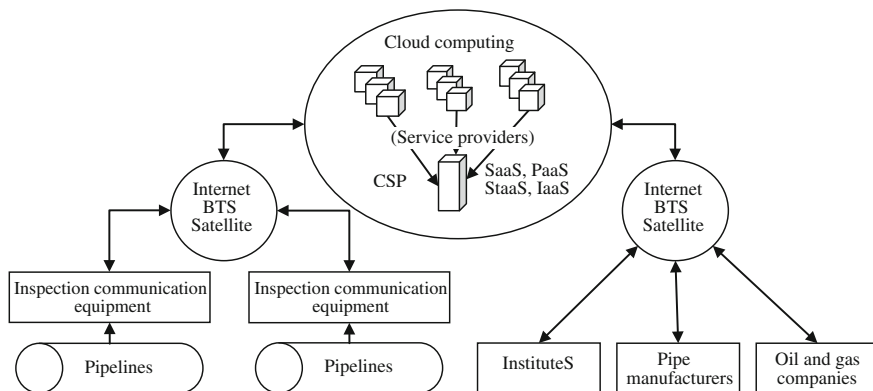 Cloud computing
(Service providers)
CSP
SaaS, PaaS
StaaS, IaaS
Internet
BTS
Satellite
Internet
BTS
Satellite
Inspection communication
equipment
Inspection communication
equipment
Pipelines
Pipelines
InstituteS
Pipe
manufacturers
Oil and gas
companies